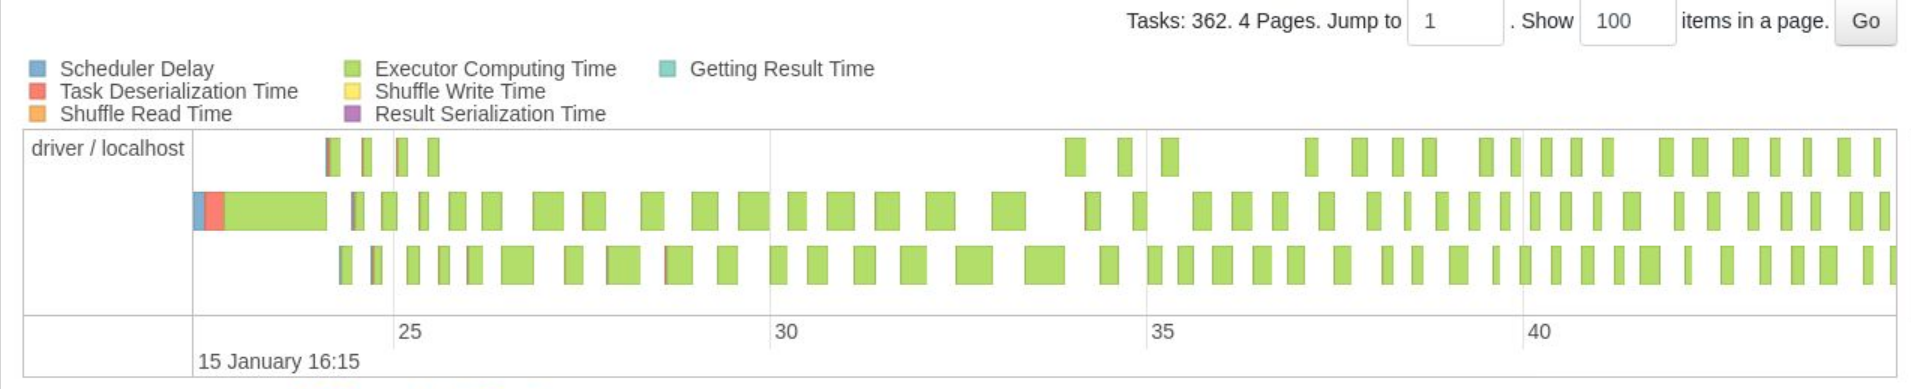 Tasks: 362. 4 Pages. Jump to 1 . Show 100 items in a page. Go
Scheduler Delay Executor Computing Time Getting Result Time
Task Deserialization Time Shuffle Write Time
Shuffle Read Time Result Serialization Time
driver / localhost
25 30 35 40
15 January 16:15